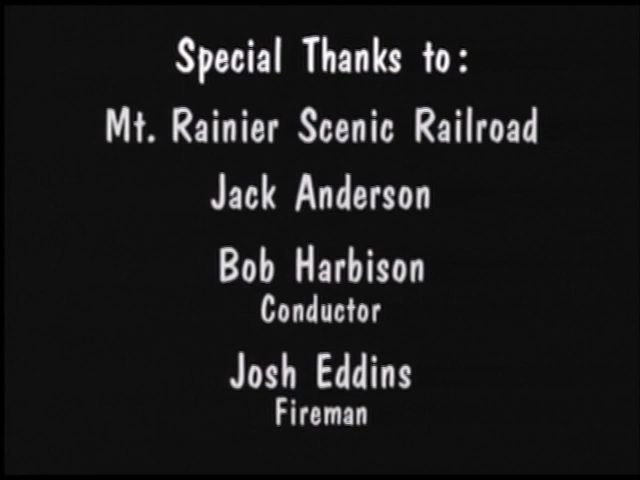 Special Thanks to:
Mt. Rainier Scenic Railroad
Jack Anderson
Bob Harbison
Conductor
Josh Eddins
Fireman